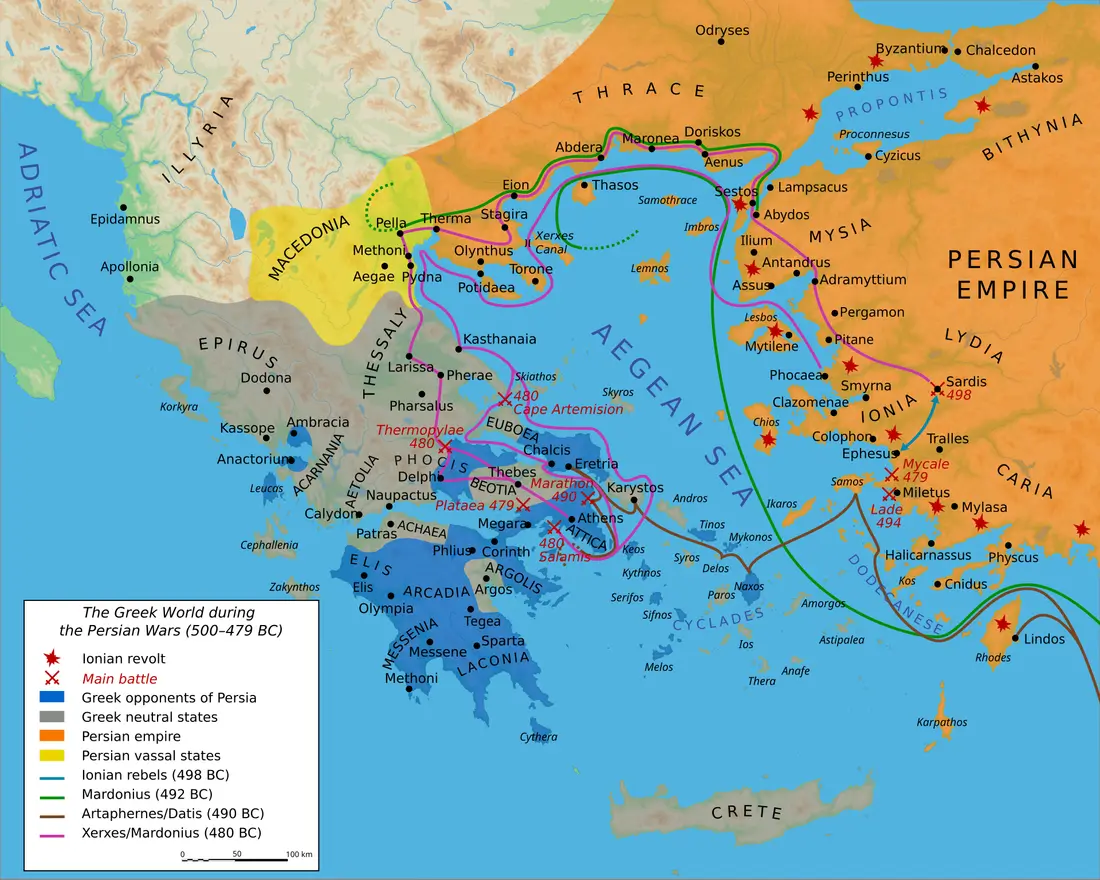 Odryses
Byzantium
Chalcedon
Perinthus
Astakos
THRACE
PROPONTIS
Proconnesus
BITHYNIA
Cyzicus
ILLYRIA
ADRIATIC SEA
Abdera
Maronea
Doriskos
Aenus
Eion
Thasos
Samothrace
Sestos
Lampsacus
Abydos
Imbros
MYSIA
Epidamnus
Apollonia
MACEDONIA
Pella
Therma
Stagira
Xerxes
Canal
Methoni
Olynthus
Torone
Aegae
Pydna
Potidaea
Lemnos
Ilium
Antandrus
Assus
Adramyttium
PERSIAN
EMPIRE
Lesbos
Pergamon
Mytilene
Pitane
LYDIA
AEGEAN SEA
EPIRUS
THESSALY
Kasthanaia
Dodona
Larissa
Pherae
Skiathos
Phocaea
Smyrna
Sardis
498
Korkyra
Pharsalus
480
Cape Artemision
Skyros
Clazomenae
IONIA
Kassope
Ambracia
Thermopylae
480
EUBOEA
Chios
Colophon
Tralles
Ephesus
Anactorium
ACARNANIA
AETOLIA
PHOCIS
Chalcis
Eretria
Mycale
479
Leucas
Delphi
Thebes
BEOTIA
Marathon
490
Karystos
Samos
Miletus
CARIA
Naupactus
Calydon
Plataea 479
Andros
Ikaros
Lade
494
Mylasa
Patras
ACHAEA
Megara
Athens
ATTICA
Tinos
Mykonos
Cephallenia
Phlius
Corinth
480
Salamis
Keos
Syros
Delos
Halicarnassus
Physcus
ELIS
Elis
ARGOLIS
Argos
Kythnos
Naxos
Paros
DODECANESE
Kos
Cnidus
Zakynthos
Olympia
ARCADIA
Tegea
Serifos
Sifnos
CYCLADES
Amorgos
MESSENIA
Messene
Sparta
LACONIA
Ios
Astipalea
Lindos
Rhodes
Methoni
Melos
Thera
Anafe
Cythera
Karpathos
CRETE
The Greek World during
the Persian Wars (500–479 BC)
Ionian revolt
Main battle
Greek opponents of Persia
Greek neutral states
Persian empire
Persian vassal states
Ionian rebels (498 BC)
Mardonius (492 BC)
Artaphernes/Datis (490 BC)
Xerxes/Mardonius (480 BC)
0 50 100 km